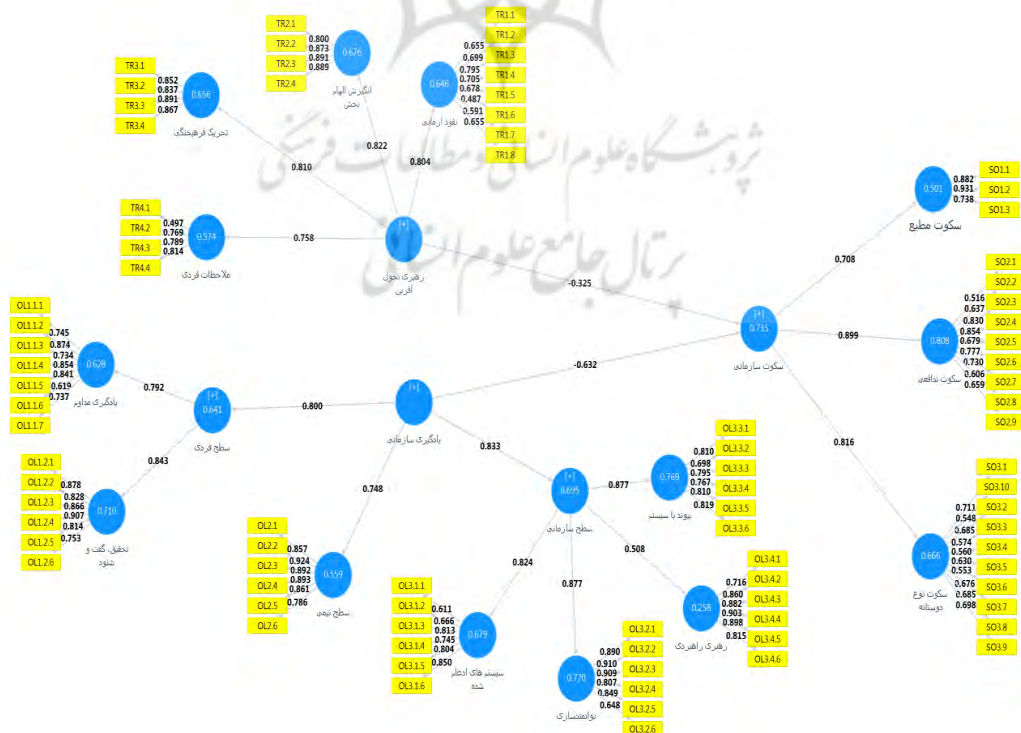 TR1.1
TR1.2
TR1.3
TR1.4
TR1.5
TR1.6
TR1.7
TR1.8
0.655
0.699
0.795
0.705
0.678
0.487
0.591
0.655
0.646
نفوذ ارمانی
0.804
TR2.1
TR2.2
TR2.3
TR2.4
0.800
0.873
0.891
0.889
0.676
انگیزش الهام
بخش
0.822
TR3.1
TR3.2
TR3.3
TR3.4
0.852
0.837
0.891
0.867
0.656
تحریک فرهیختگی
0.810
پژوهشگاه علوم انسانی و مطالعات فرهنگی
پرتال جامع علوم انسانی
TR4.1
TR4.2
TR4.3
TR4.4
0.497
0.769
0.789
0.814
0.574
ملاحظات فردی
0.758
[+]
رهبری تحول
افرین
-0.325
SO1.1
SO1.2
SO1.3
0.882
0.931
0.738
0.501
سکوت مطیع
0.708
[+]
0.735
سکوت سازمانی
0.899
SO2.1
SO2.2
SO2.3
SO2.4
SO2.5
SO2.6
SO2.7
SO2.8
SO2.9
0.516
0.637
0.830
0.854
0.679
0.777
0.730
0.606
0.659
0.808
سکوت تدافعی
0.816
SO3.1
SO3.10
SO3.2
SO3.3
SO3.4
SO3.5
SO3.6
SO3.7
SO3.8
SO3.9
0.711
0.548
0.685
0.574
0.560
0.630
0.553
0.676
0.685
0.698
0.666
سکوت نوع
دوستانه
-0.632
[+]
یادگیری سازمانی
0.800
[+]
0.641
سطح فردی
0.792
OL1.1.1
OL1.1.2
OL1.1.3
OL1.1.4
OL1.1.5
OL1.1.6
OL1.1.7
0.745
0.874
0.734
0.854
0.841
0.619
0.737
0.628
یادگیری مداوم
0.843
OL1.2.1
OL1.2.2
OL1.2.3
OL1.2.4
OL1.2.5
OL1.2.6
0.878
0.828
0.866
0.907
0.814
0.753
0.710
تحقیق، گفت و
شنود
0.748
OL2.1
OL2.2
OL2.3
OL2.4
OL2.5
OL2.6
0.857
0.924
0.892
0.893
0.861
0.786
0.559
سطح تیمی
0.833
[+]
0.695
سطح سازمانی
0.877
OL3.3.1
OL3.3.2
OL3.3.3
OL3.3.4
OL3.3.5
OL3.3.6
0.810
0.698
0.795
0.767
0.810
0.819
0.769
پیوند با سیستم
0.508
OL3.4.1
OL3.4.2
OL3.4.3
OL3.4.4
OL3.4.5
OL3.4.6
0.716
0.860
0.882
0.903
0.898
0.815
0.258
رهبری راهبردی
0.824
OL3.1.1
OL3.1.2
OL3.1.3
OL3.1.4
OL3.1.5
OL3.1.6
0.611
0.666
0.813
0.745
0.804
0.850
0.679
سیستم های ادغام
شده
0.877
OL3.2.1
OL3.2.2
OL3.2.3
OL3.2.4
OL3.2.5
OL3.2.6
0.890
0.910
0.909
0.807
0.849
0.648
0.770
توانمندسازی